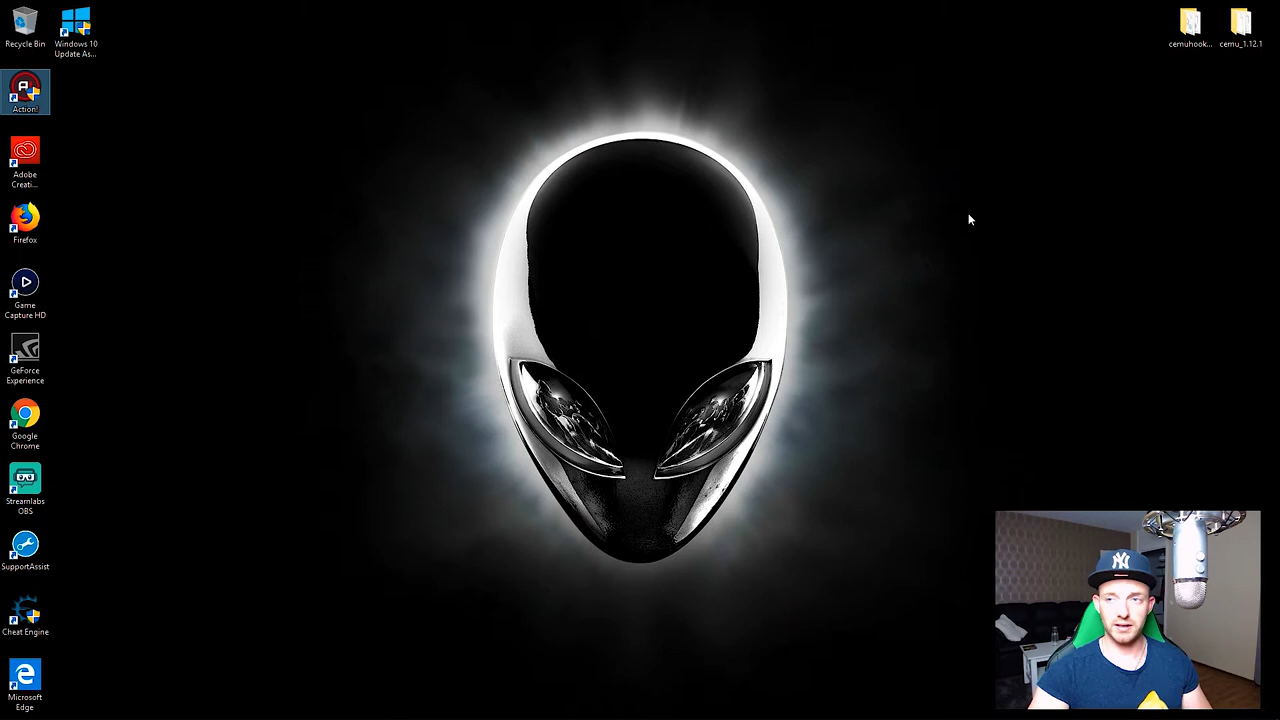 Recycle Bin
Windows 10
Update As...
Action!
Adobe
Creati...
Firefox
Game
Capture HD
GeForce
Experience
Google
Chrome
Streamlabs
OBS
SupportAssist
Cheat Engine
Microsoft
Edge
cemuhook...
cemu_1.12.1
NY